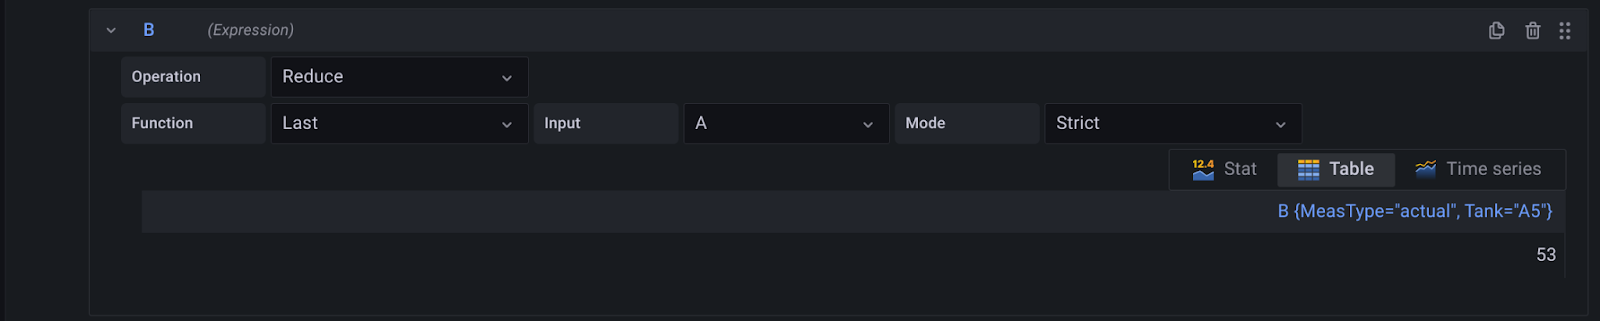 B (Expression)
Operation Reduce
Function Last Input A Mode Strict
12.4 Stat Table Time series
B {MeasType="actual", Tank="A5"}
53